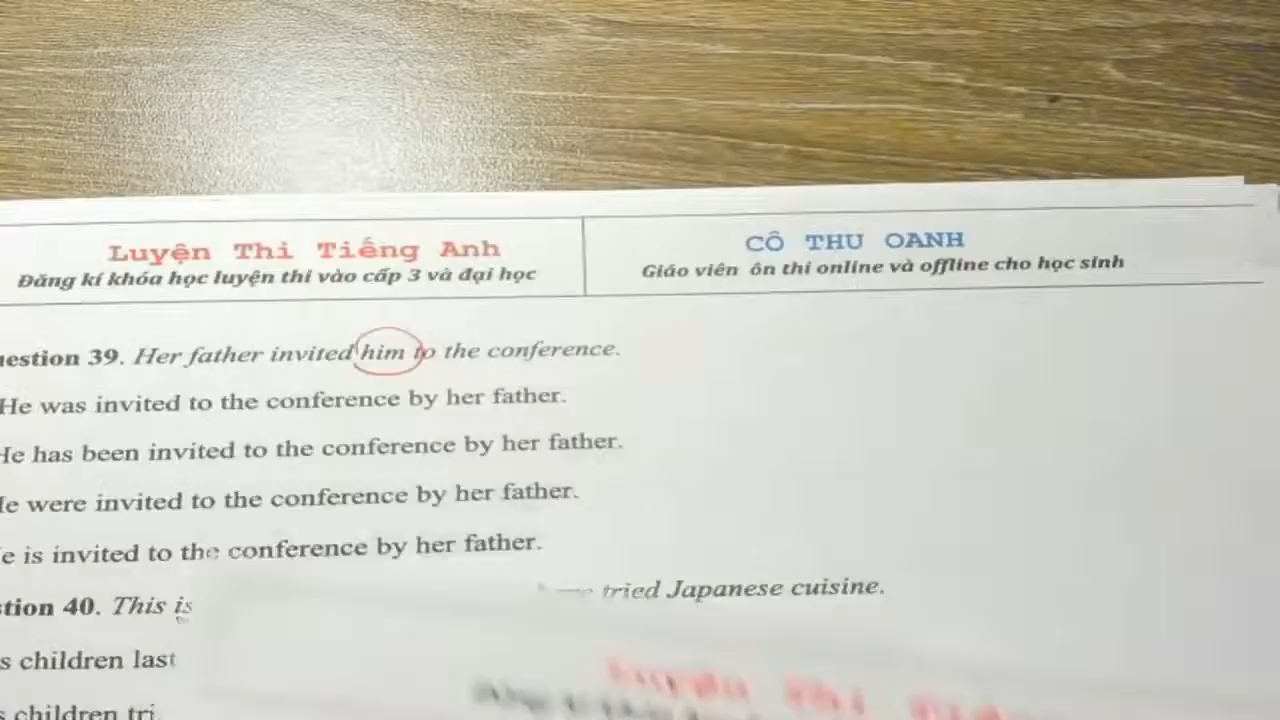 Luyện Thi Tiếng Anh
Đăng kí khóa học luyện thi vào cấp 3 và đại học
CÔ THU OANH
Giáo viên ôn thi online và offline cho học sinh
uestion 39. Her father invited him to the conference.
He was invited to the conference by her father.
He has been invited to the conference by her father.
He were invited to the conference by her father.
e is invited to the conference by her father.
stion 40. This is tried Japanese cuisine.
s children last
s children tri